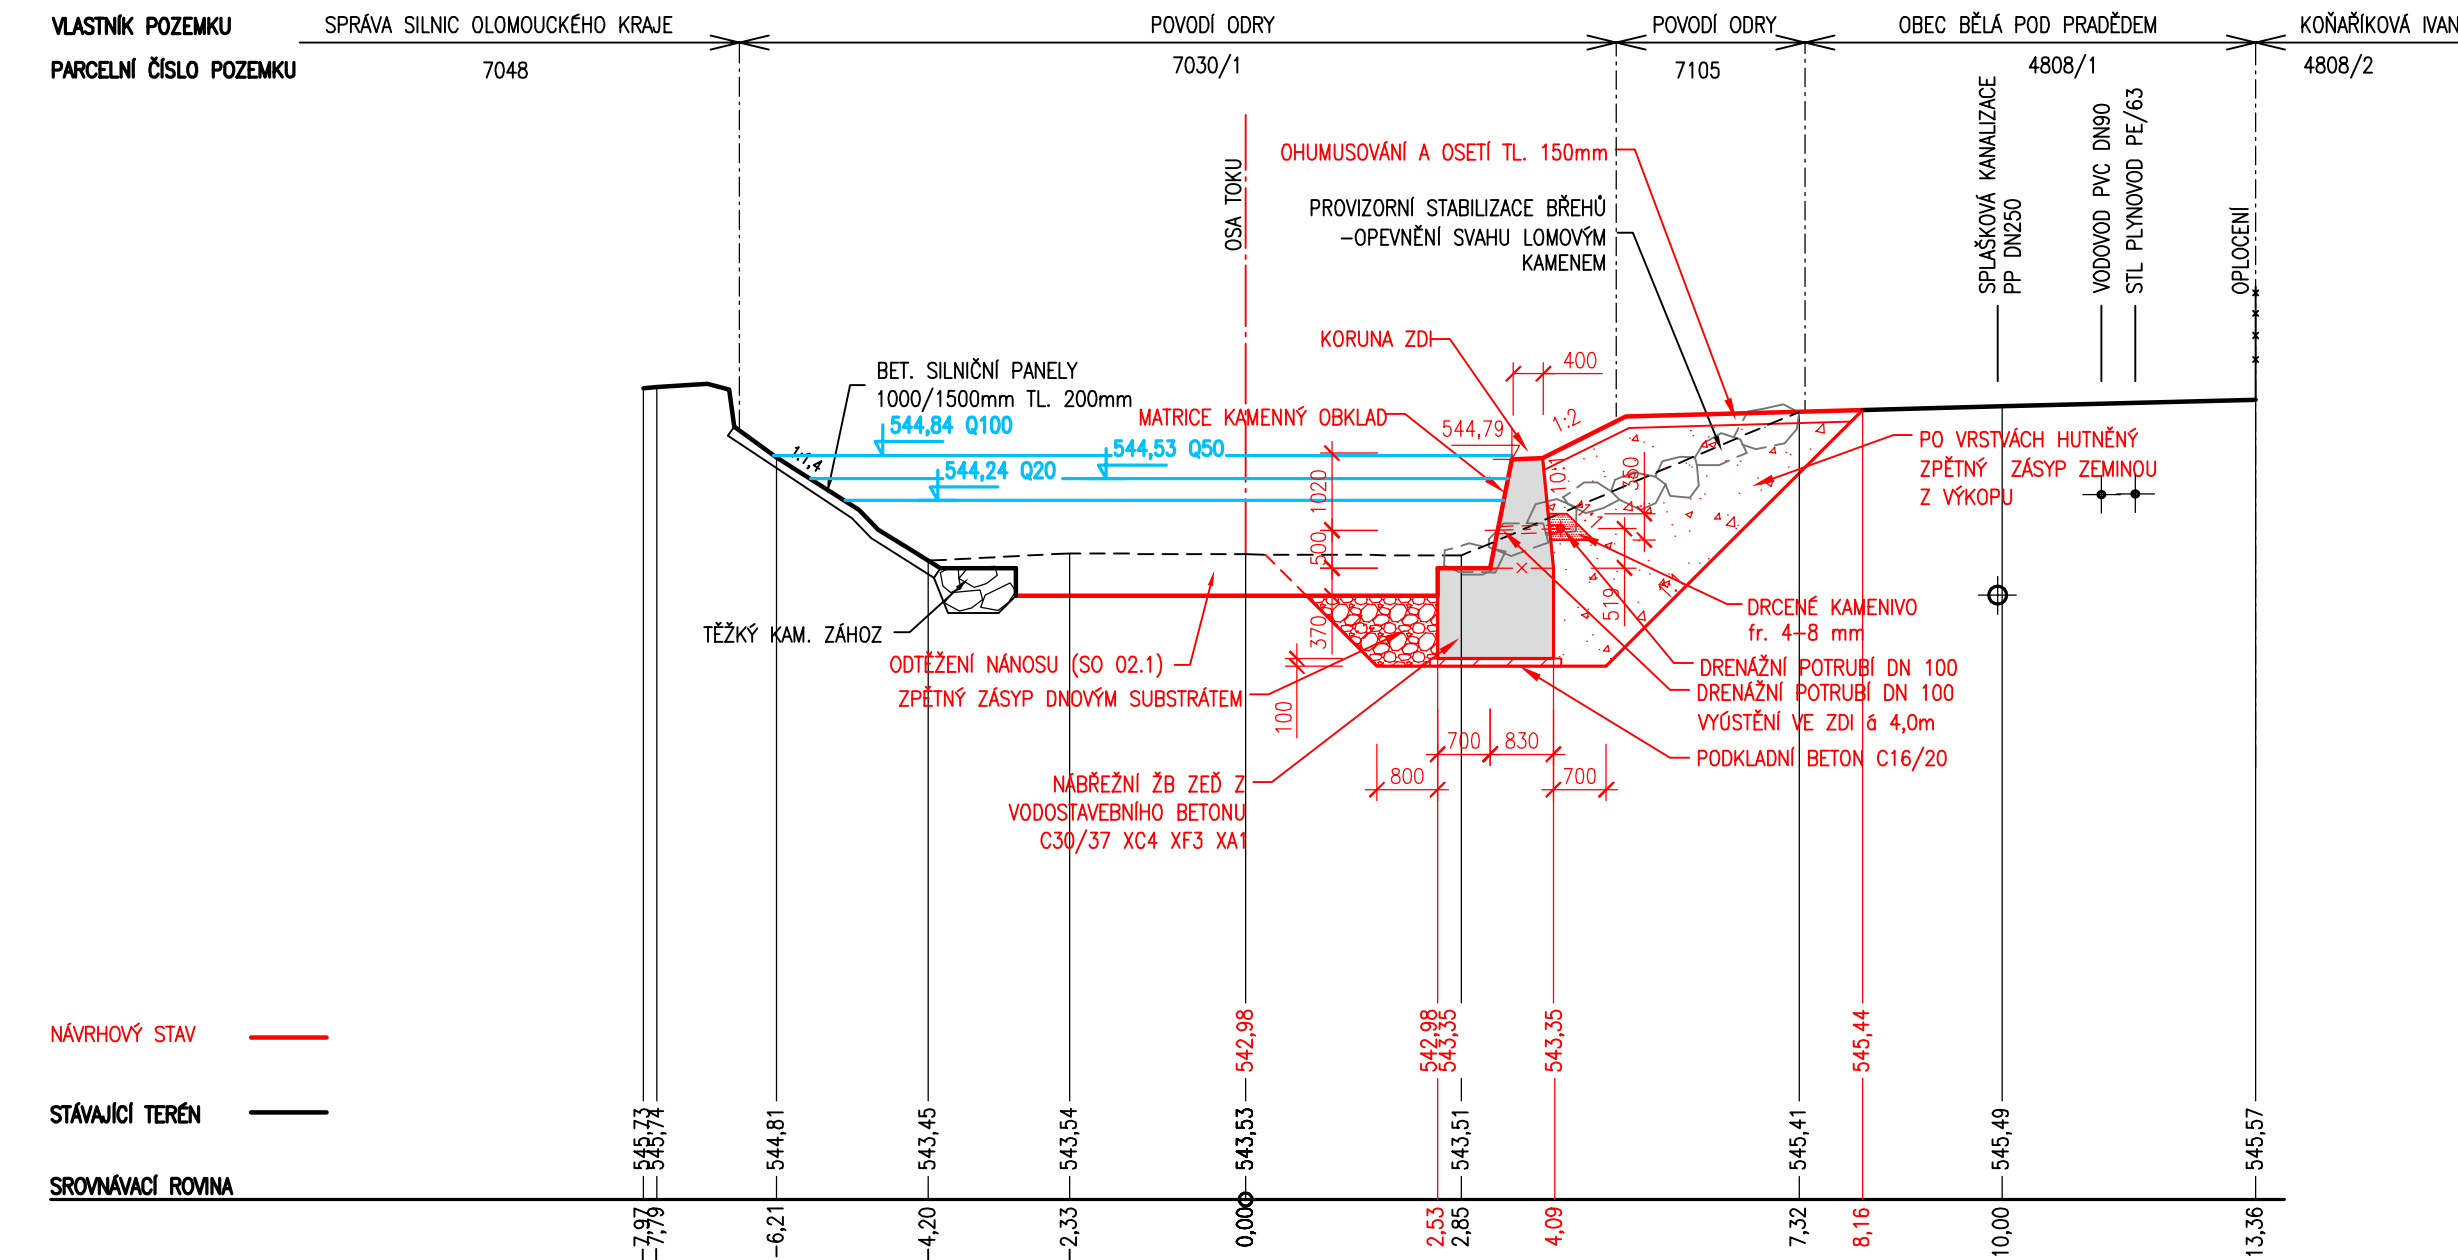 VLASTNÍK POZEMKU
SPRÁVA SILNIC OLOMOUCKÉHO KRAJE
POVODÍ ODRY
POVODÍ ODRY
OBEC BĚLÁ POD PRADĚDEM
KOŇAŘÍKOVÁ IVAN
PARCELNÍ ČÍSLO POZEMKU
7048
7030/1
7105
4808/1
4808/2
OSA TOKU
OHUMUSOVÁNÍ A OSETÍ TL. 150mm
PROVIZORNÍ STABILIZACE BŘEHŮ
-OPEVNĚNÍ SVAHU LOMOVÝM
KAMENEM
SPLAŠKOVÁ KANALIZACE
PP DN250
VODOVOD PVC DN90
STL PLYNOVOD PE/63
OPLOCENÍ
KORUNA ZDI
400
BET. SILNIČNÍ PANELY
1000/1500mm TL. 200mm
MATRICE KAMENNÝ OBKLAD
1:2
544,79
544,84 Q100
544,53 Q50
544,24 Q20
1:1,4
10:1
1020
500
370
100
360
519
1:1
1:1
PO VRSTVÁCH HUTNĚNÝ
ZPĚTNÝ ZÁSYP ZEMINOU
Z VÝKOPU
TĚŽKÝ KAM. ZÁHOZ
DRCENÉ KAMENIVO
fr. 4-8 mm
ODTĚŽENÍ NÁNOSU (SO 02.1)
ZPĚTNÝ ZÁSYP DNOVÝM SUBSTRÁTEM
DRENÁŽNÍ POTRUBÍ DN 100
DRENÁŽNÍ POTRUBÍ DN 100
VYÚSTĚNÍ VE ZDI á 4,0m
PODKLADNÍ BETON C16/20
700
830
800
700
NÁBŘEŽNÍ ŽB ZEĎ Z
VODOSTAVEBNÍHO BETONU
C30/37 XC4 XF3 XA1
NÁVRHOVÝ STAV
542,98
542,98
543,35
543,35
545,44
STÁVAJÍCÍ TERÉN
545,73
545,74
544,81
543,45
543,54
543,53
543,51
545,41
545,49
545,57
SROVNÁVACÍ ROVINA
-7,97
-7,79
-6,21
-4,20
-2,33
0,00
2,53
2,85
4,09
7,32
8,16
10,00
13,36